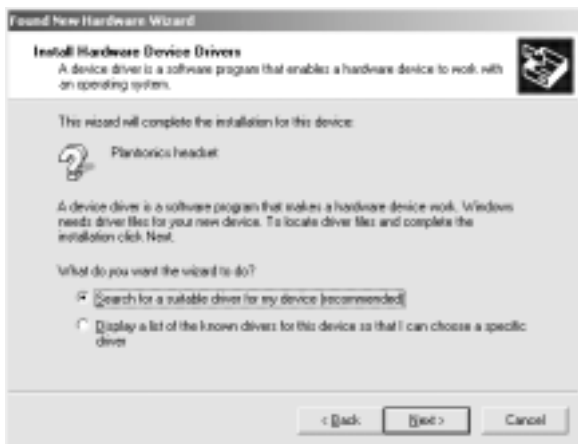 Found New Hardware Wizard
Install Hardware Device Drivers
A device driver is a software program that enables a hardware device to work with
an operating system.
This wizard will complete the installation for this device:
Plantronics headset
A device driver is a software program that makes a hardware device work. Windows
needs driver files for your new device. To locate driver files and complete the
installation click Next.
What do you want the wizard to do?
Search for a suitable driver for my device (recommended)
Display a list of the known drivers for this device so that I can choose a specific
driver
< Back
Next >
Cancel